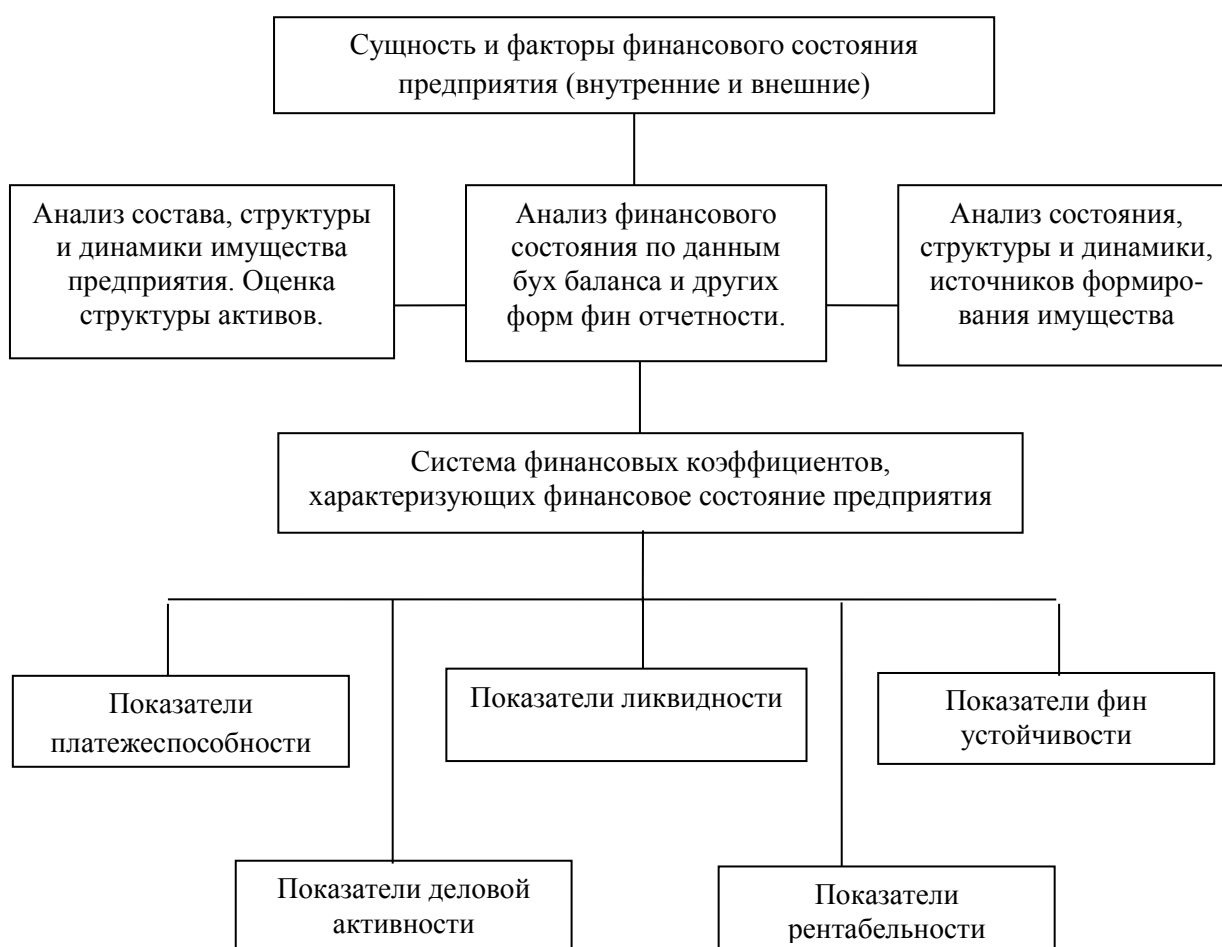 Сущность и факторы финансового состояния
предприятия (внутренние и внешние)
Анализ состава, структуры
и динамики имущества
предприятия. Оценка
структуры активов.
Анализ финансового
состояния по данным
бух баланса и других
форм фин отчетности.
Анализ состояния,
структуры и динамики,
источников формиро-
вания имущества
Система финансовых коэффициентов,
характеризующих финансовое состояние предприятия
Показатели
платежеспособности
Показатели ликвидности
Показатели фин
устойчивости
Показатели деловой
активности
Показатели
рентабельности